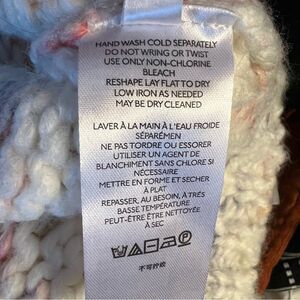 HAND WASH COLD SEPARATELY
DO NOT WRING OR TWIST
USE ONLY NON-CHLORINE
BLEACH
RESHAPE LAY FLAT TO DRY
LOW IRON AS NEEDED
MAY BE DRY CLEANED
LAVER À LA MAIN À L'EAU FROIDE
SÉPARÉMEN
NE PAS TORDRE OU ESSORER
UTILISER UN AGENT DE
BLANCHIMENT SANS CHLORE SI
NÉCESSAIRE
METTRE EN FORME ET SECHER
À PLAT
REPASSER, AU BESOIN, À TRÉS
BASSE TEMPÉRATURE
PEUT-ÊTRE ÊTRE NETTOYÉE
À SEC
P
不可拧绞